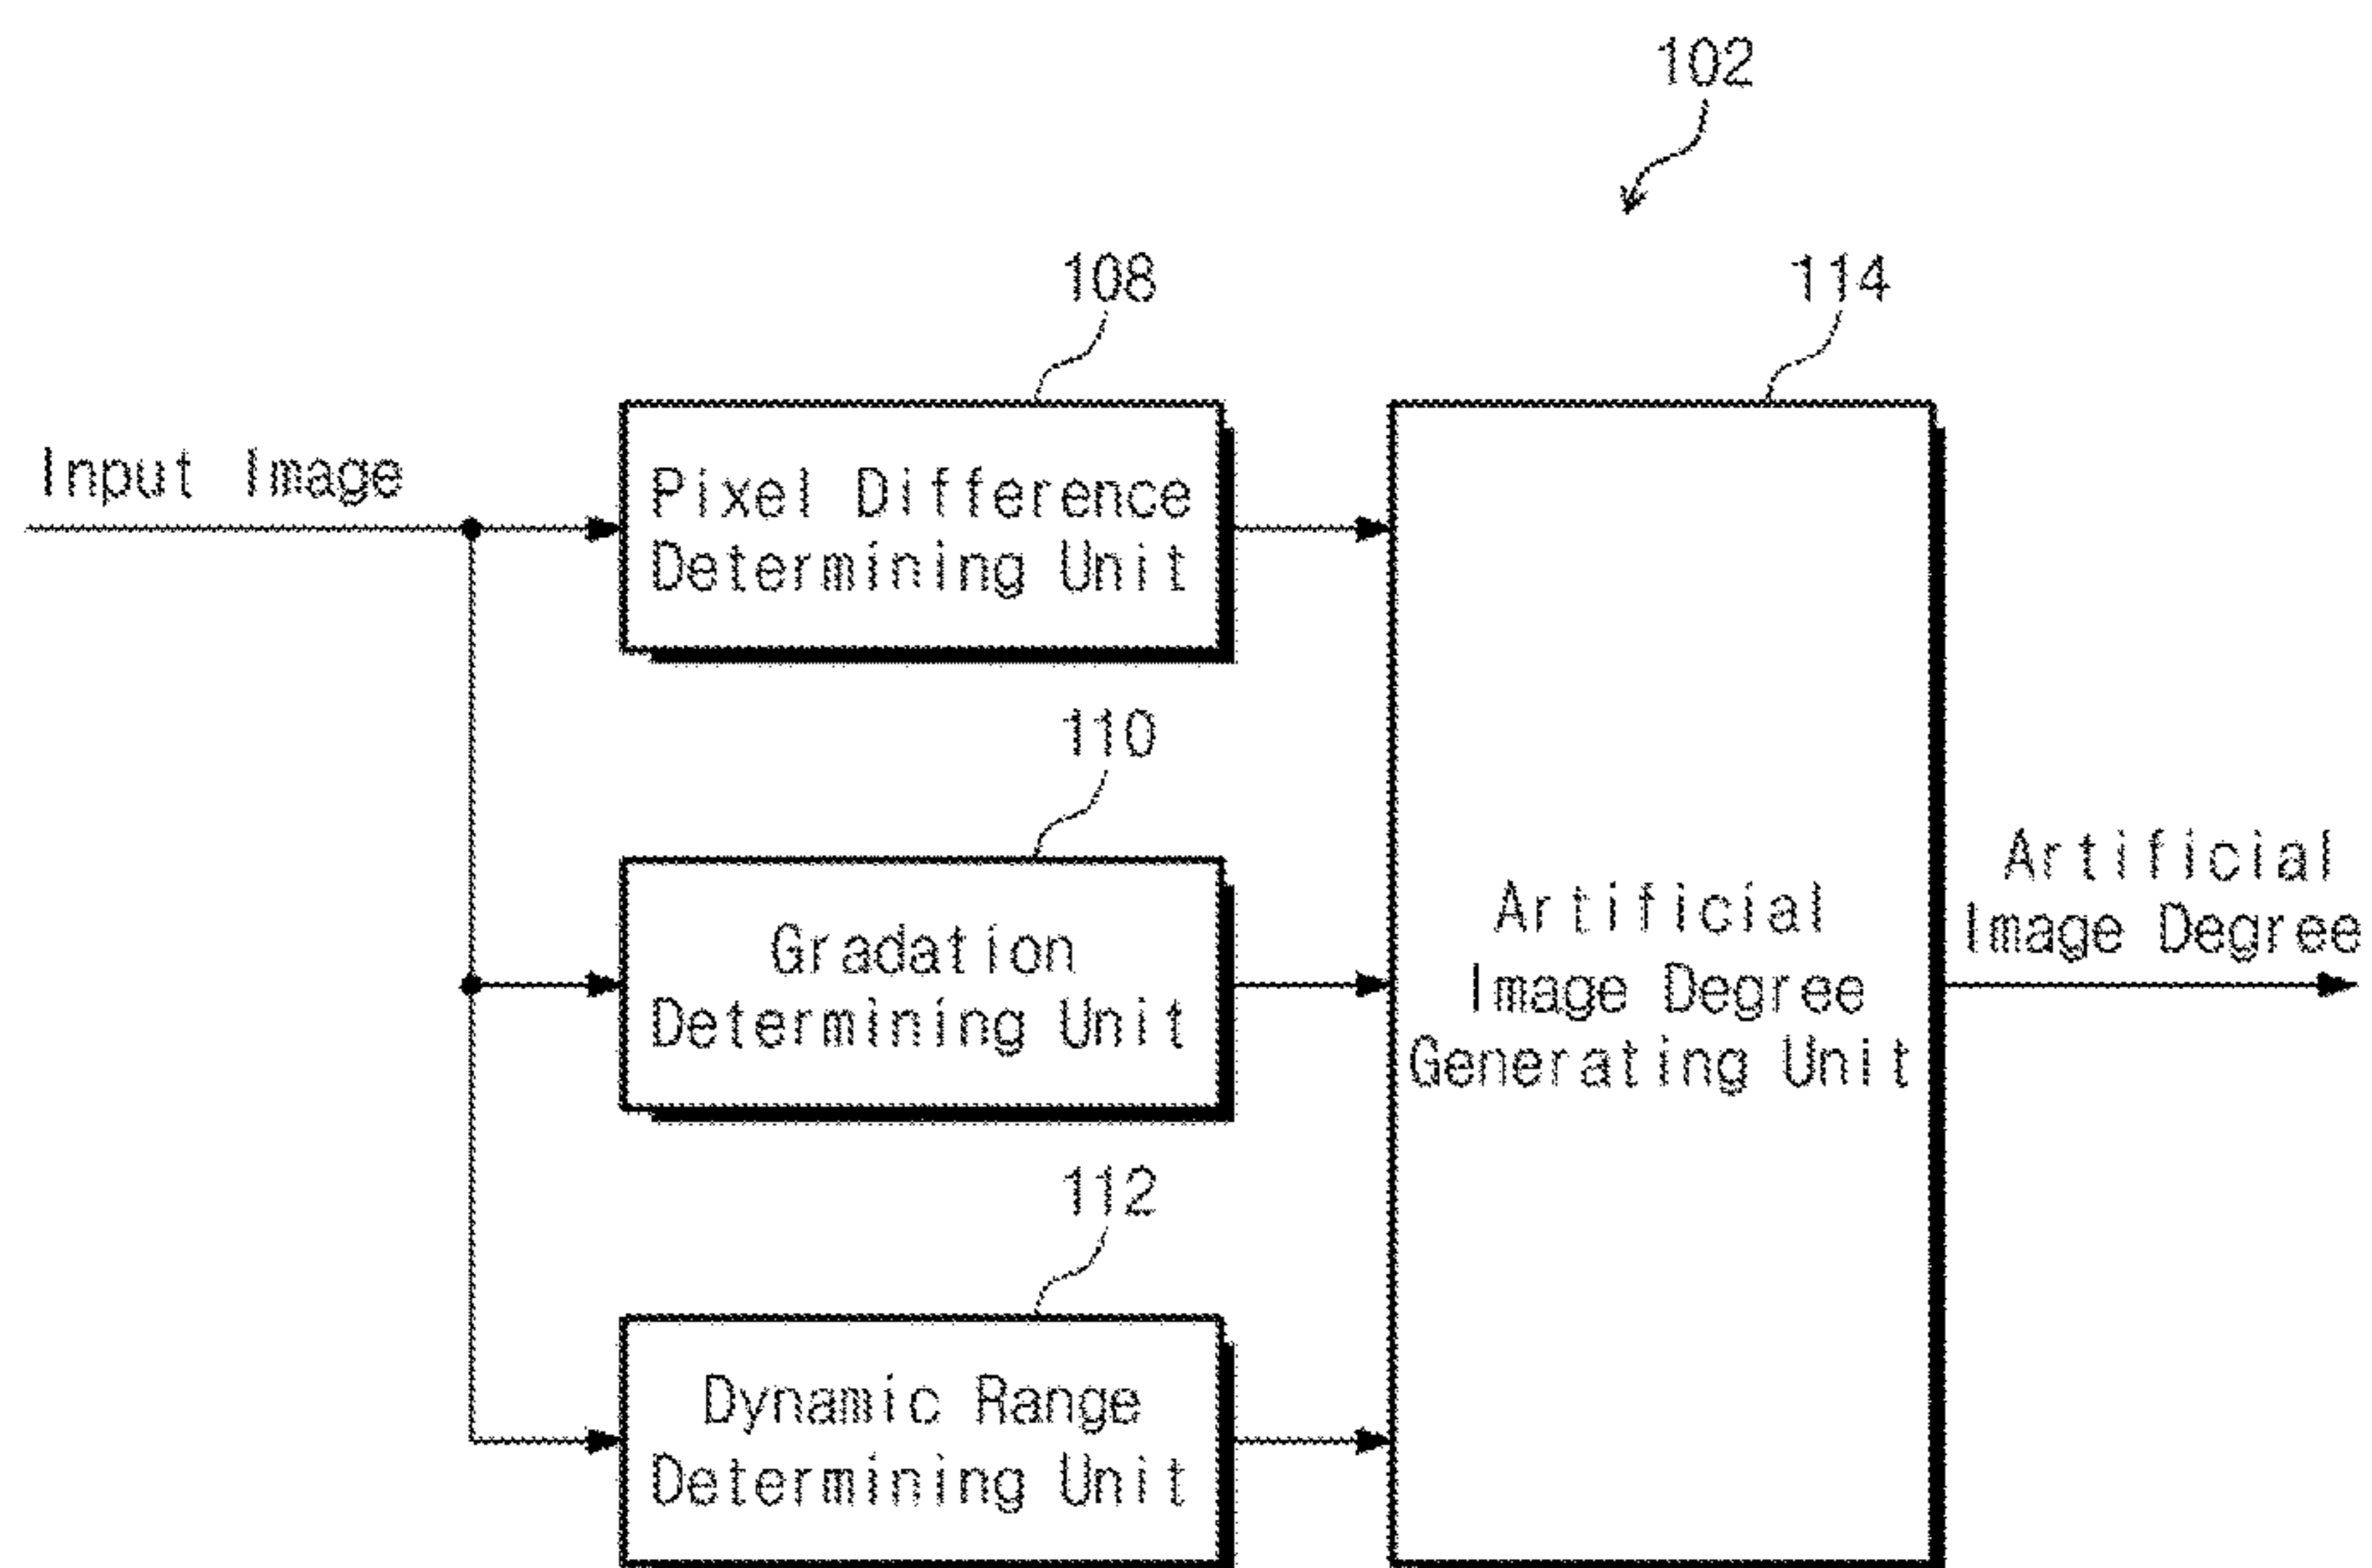 102
108
114
Input Image
Pixel Difference
Determining Unit
110
Gradation
Determining Unit
Artificial
Image Degree
Generating Unit
Artificial
Image Degree
112
Dynamic Range
Determining Unit